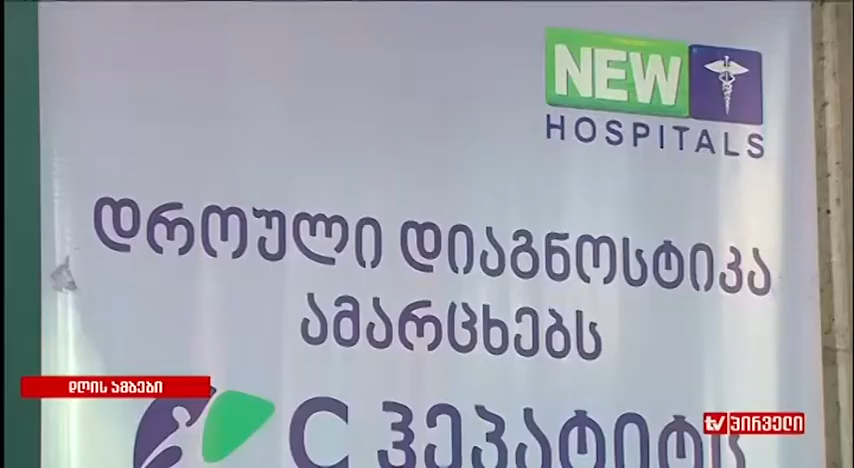 NEW
HOSPITALS
დროული დიაგნოსტიკა
ამარცხებს
C ჰეპატიტს
დღის ამბები
tv პირველი